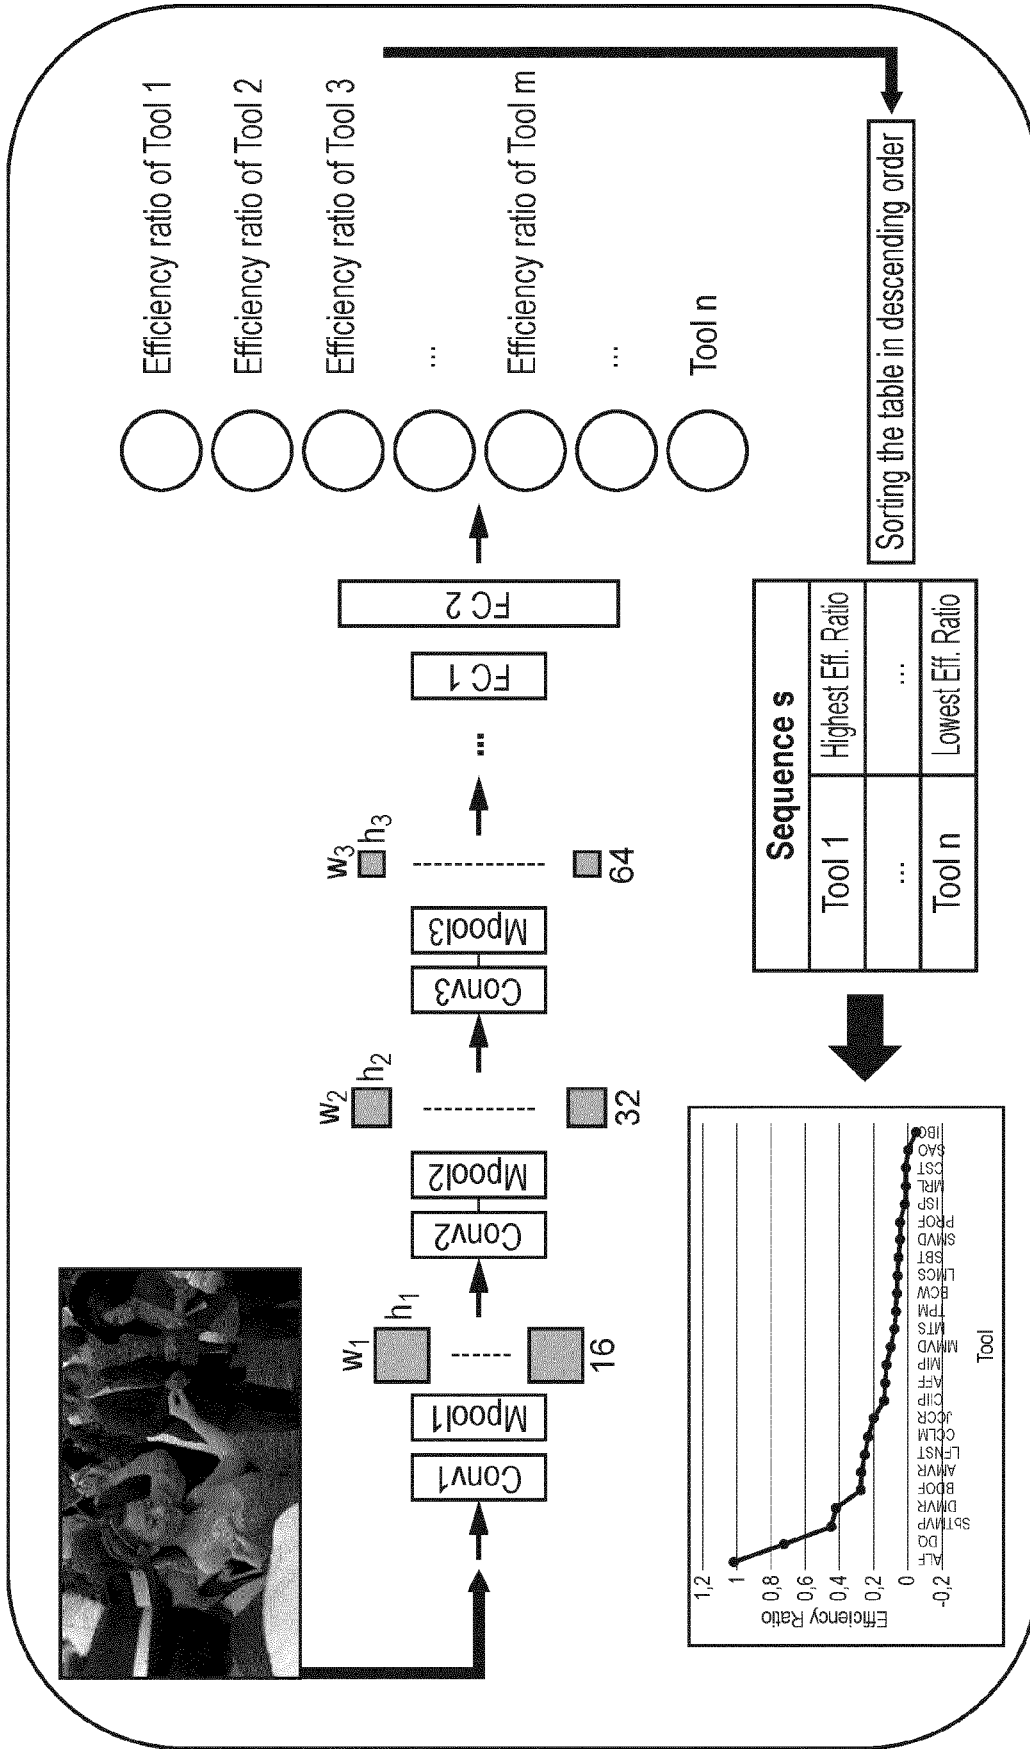 Conv1
Mpool1
w1
h1
16
Conv2
Mpool2
w2
h2
32
Conv3
Mpool3
w3
h3
64
...
FC 1
FC 2
Efficiency ratio of Tool 1
Efficiency ratio of Tool 2
Efficiency ratio of Tool 3
...
Efficiency ratio of Tool m
...
Tool n
Sorting the table in descending order
Sequence s
Tool 1 Highest Eff. Ratio
... ...
Tool n Lowest Eff. Ratio
Efficiency Ratio
1,2
1
0,8
0,6
0,4
0,2
0
-0,2
ALF
DQ
SbTMVP
DMVR
BDOF
AMVR
LFNST
CCLM
JCCR
CIIP
AFF
MIP
MMVD
MTS
TPM
BCW
LMCS
SBT
SMVD
PROF
ISP
MRL
CST
SAO
Tool